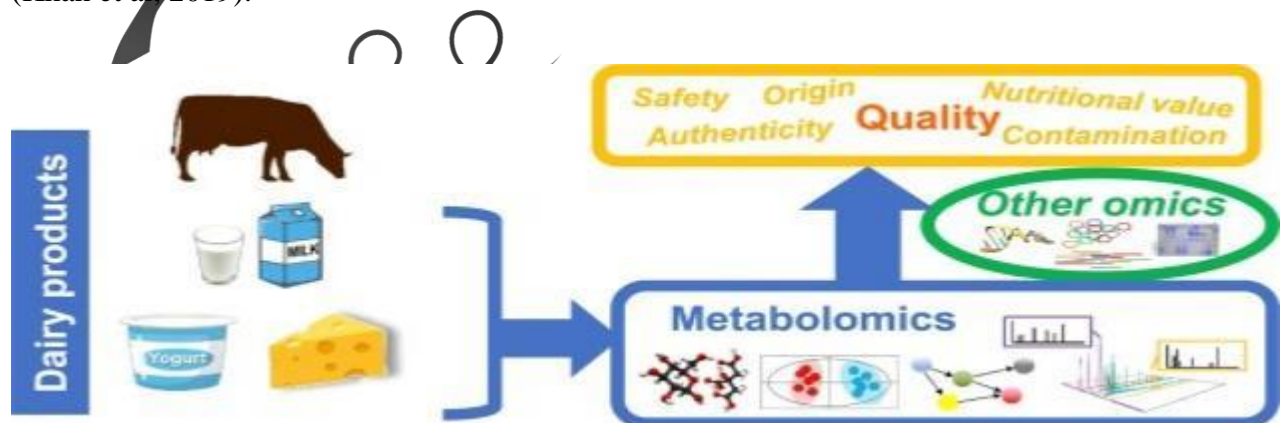 Dairy products
MILK
Yogurt
Safety Origin Nutritional value
Authenticity Quality Contamination
Other omics
Metabolomics